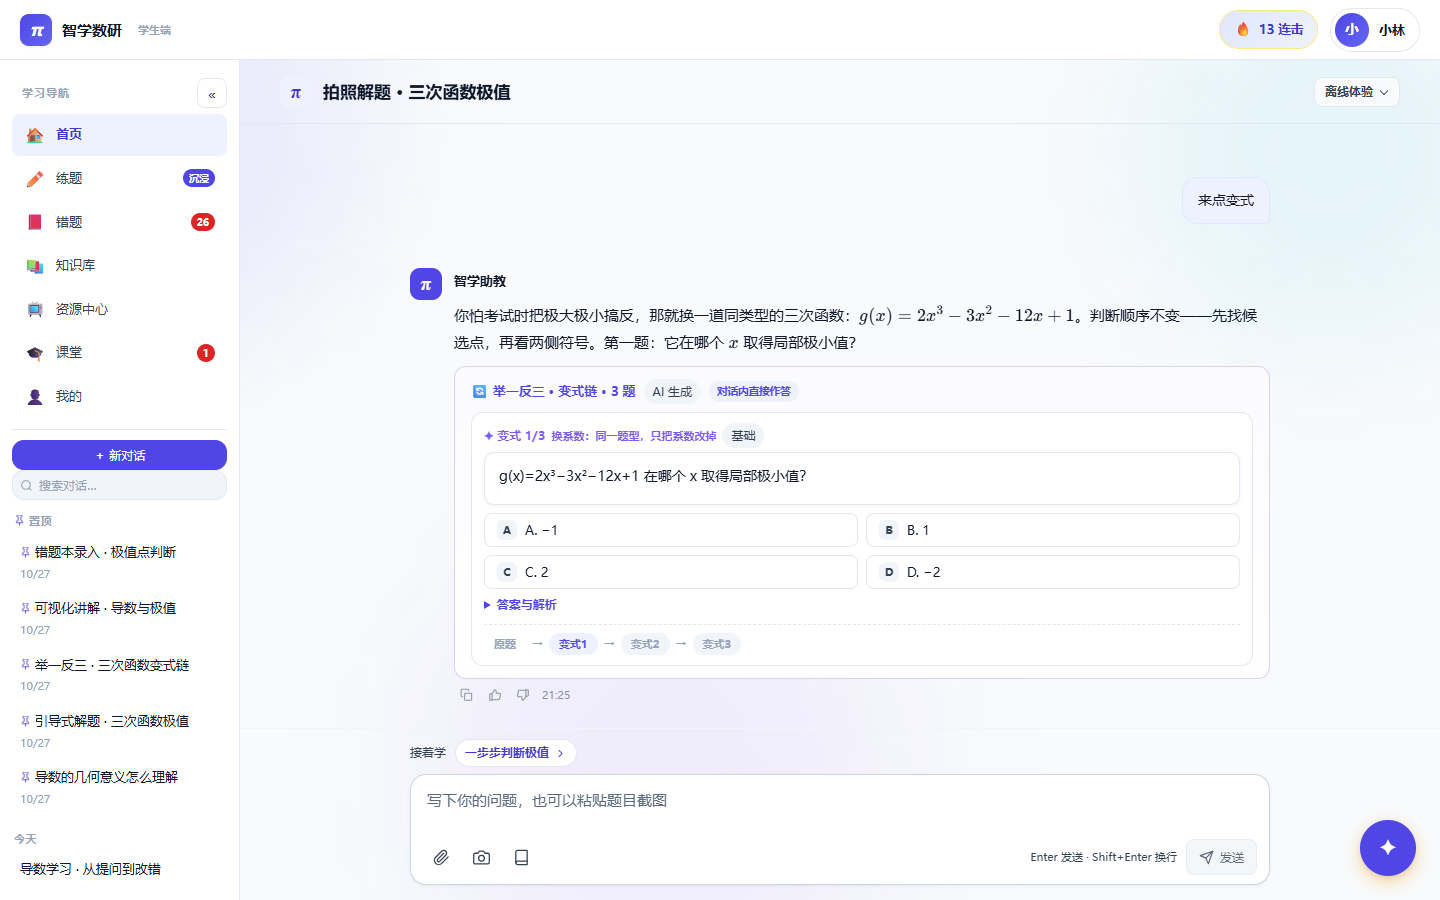 π 智学数研 学生端
13 连击
小 小林
学习导航 «
首页
练题 沉浸
错题 26
知识库
资源中心
课堂 1
我的
+ 新对话
搜索对话...
置顶
错题本录入 · 极值点判断
10/27
可视化讲解 · 导数与极值
10/27
举一反三 · 三次函数变式链
10/27
引导式解题 · 三次函数极值
10/27
导数的几何意义怎么理解
10/27
今天
导数学习 · 从提问到改错
π 拍照解题 • 三次函数极值
离线体验
来点变式
π 智学助教
你怕考试时把极大极小搞反，那就换一道同类型的三次函数：g(x) = 2x³ − 3x² − 12x + 1。判断顺序不变——先找候
选点，再看两侧符号。第一题：它在哪个 x 取得局部极小值？
举一反三 • 变式链 • 3 题 AI 生成 对话内直接作答
✦ 变式 1/3 换系数：同一题型，只把系数改掉 基础
g(x)=2x³−3x²−12x+1 在哪个 x 取得局部极小值？
A A. −1
B B. 1
C C. 2
D D. −2
▶ 答案与解析
原题 → 变式1 → 变式2 → 变式3
21:25
接着学 一步步判断极值 ›
写下你的问题，也可以粘贴题目截图
Enter 发送 · Shift+Enter 换行 发送